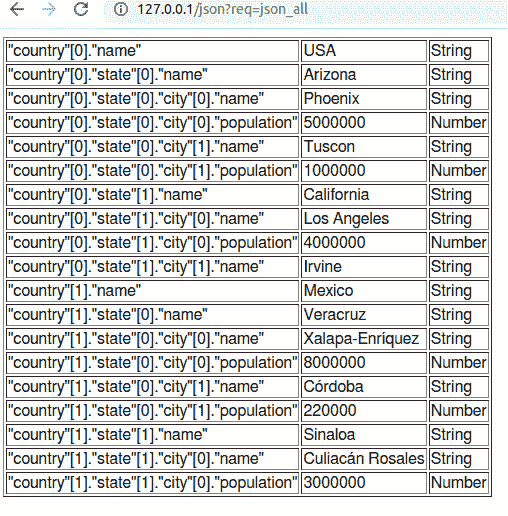 127.0.0.1/json?req=json_all
"country"[0]."name" USA String
"country"[0]."state"[0]."name" Arizona String
"country"[0]."state"[0]."city"[0]."name" Phoenix String
"country"[0]."state"[0]."city"[0]."population" 5000000 Number
"country"[0]."state"[0]."city"[1]."name" Tuscon String
"country"[0]."state"[0]."city"[1]."population" 1000000 Number
"country"[0]."state"[1]."name" California String
"country"[0]."state"[1]."city"[0]."name" Los Angeles String
"country"[0]."state"[1]."city"[0]."population" 4000000 Number
"country"[0]."state"[1]."city"[1]."name" Irvine String
"country"[1]."name" Mexico String
"country"[1]."state"[0]."name" Veracruz String
"country"[1]."state"[0]."city"[0]."name" Xalapa-Enríquez String
"country"[1]."state"[0]."city"[0]."population" 8000000 Number
"country"[1]."state"[0]."city"[1]."name" Córdoba String
"country"[1]."state"[0]."city"[1]."population" 220000 Number
"country"[1]."state"[1]."name" Sinaloa String
"country"[1]."state"[1]."city"[0]."name" Culiacán Rosales String
"country"[1]."state"[1]."city"[0]."population" 3000000 Number